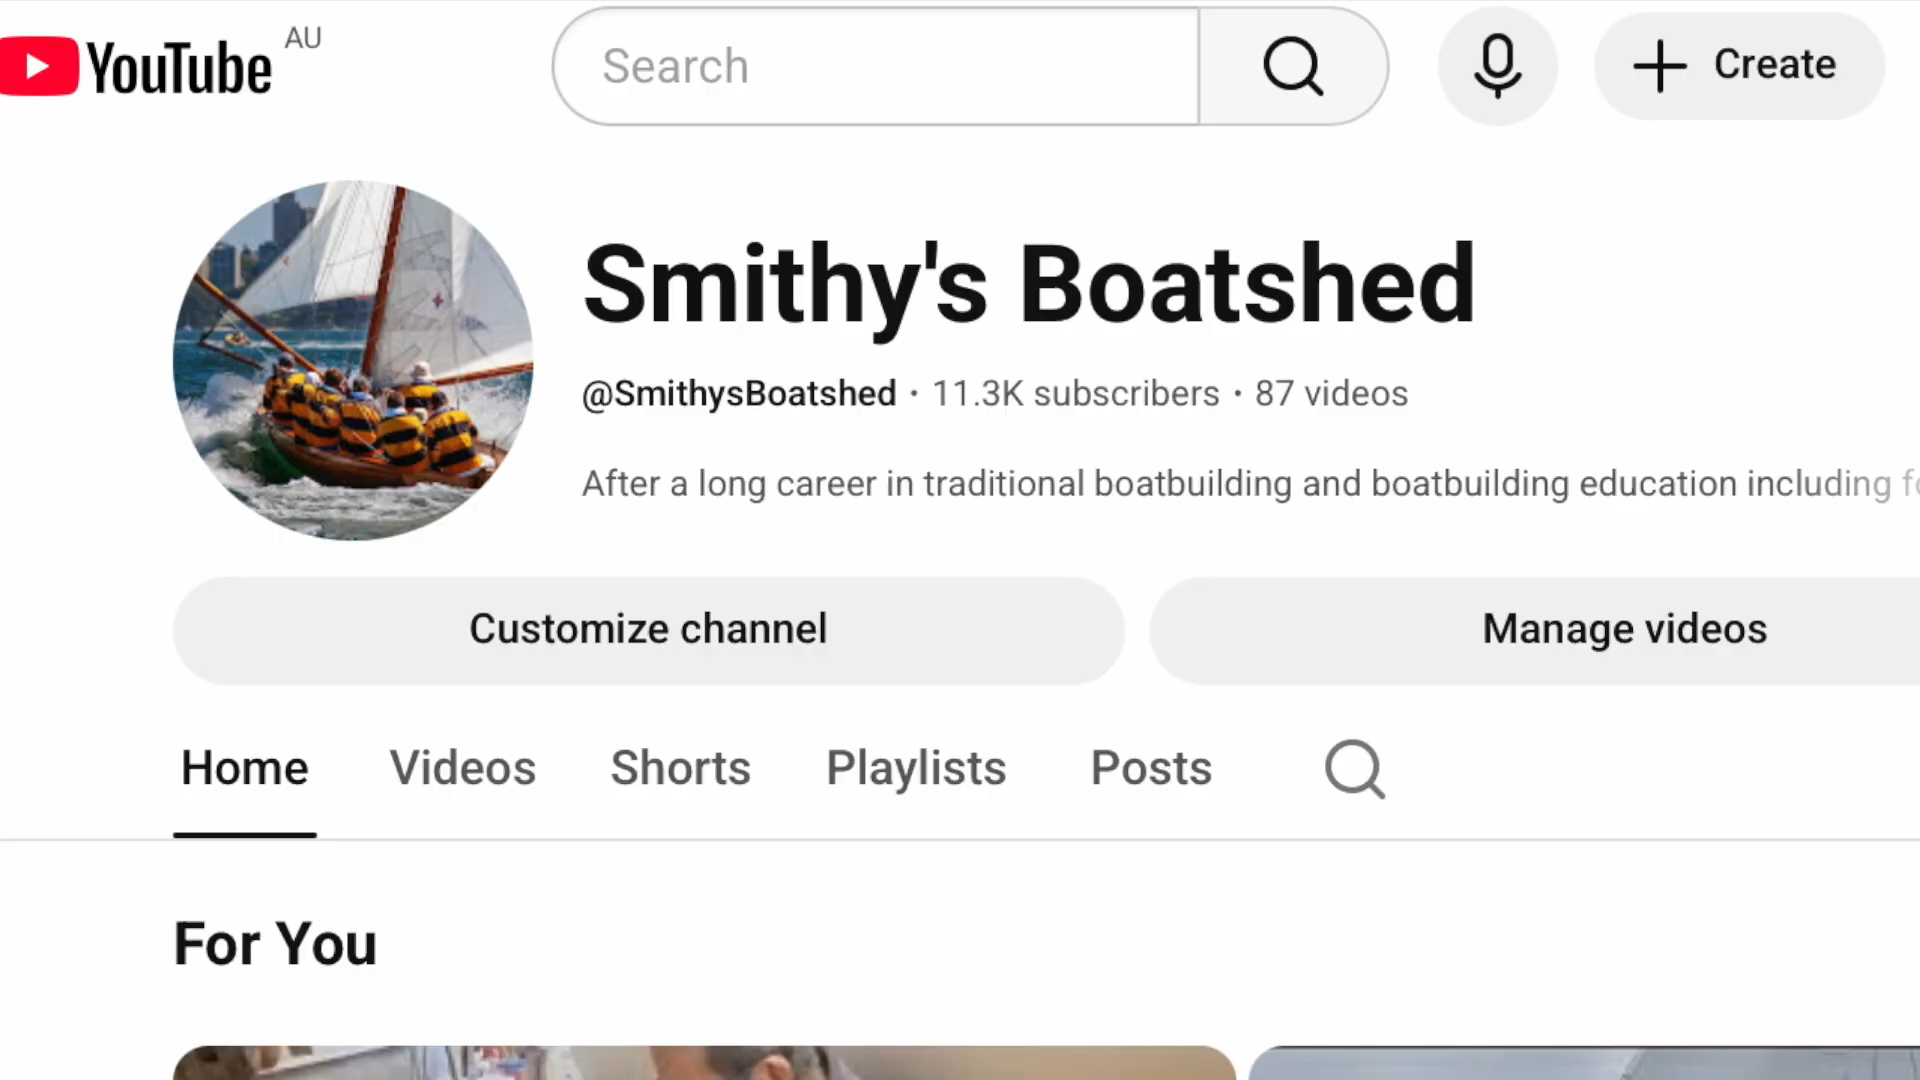 YouTube AU
Search
Create
Smithy's Boatshed
@SmithysBoatshed · 11.3K subscribers · 87 videos
After a long career in traditional boatbuilding and boatbuilding education including
Customize channel
Manage videos
Home Videos Shorts Playlists Posts
For You